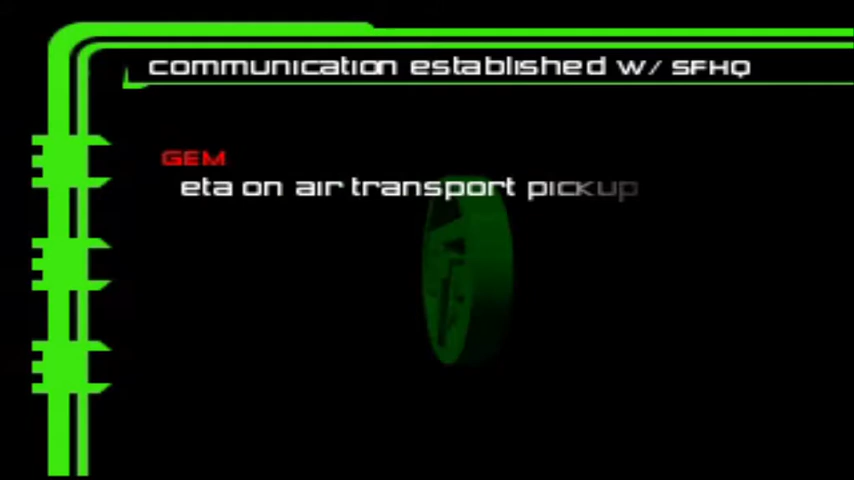 communication established w/ SFHQ
GEM
eta on air transport pickup